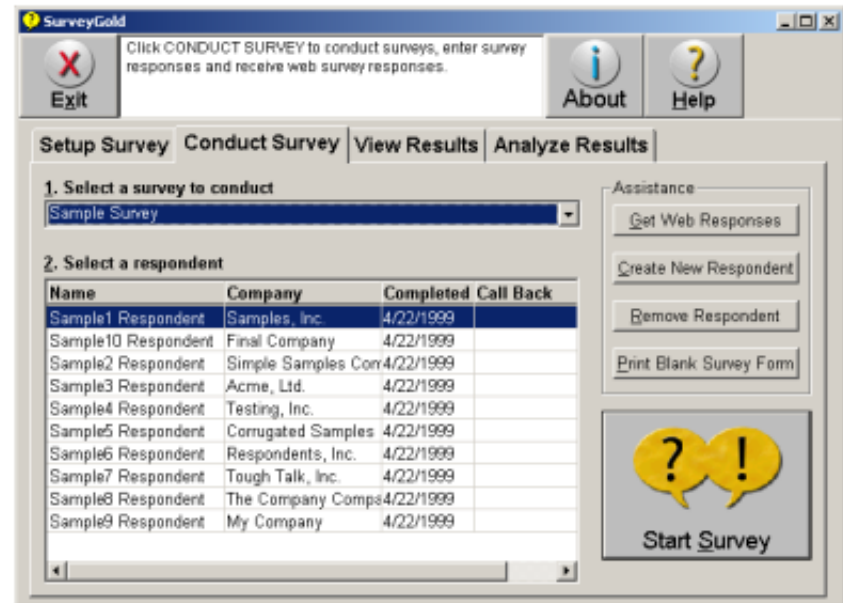 SurveyGold
Click CONDUCT SURVEY to conduct surveys, enter survey
responses and receive web survey responses.
Exit
About
Help
Setup Survey Conduct Survey View Results Analyze Results
1. Select a survey to conduct
Sample Survey
2. Select a respondent
Name Company Completed Call Back
Sample1 Respondent Samples, Inc. 4/22/1999
Sample10 Respondent Final Company 4/22/1999
Sample2 Respondent Simple Samples Com 4/22/1999
Sample3 Respondent Acme, Ltd. 4/22/1999
Sample4 Respondent Testing, Inc. 4/22/1999
Sample5 Respondent Corrugated Samples 4/22/1999
Sample6 Respondent Respondents, Inc. 4/22/1999
Sample7 Respondent Tough Talk, Inc. 4/22/1999
Sample8 Respondent The Company Compa 4/22/1999
Sample9 Respondent My Company 4/22/1999
Assistance
Get Web Responses
Create New Respondent
Remove Respondent
Print Blank Survey Form
? !
Start Survey